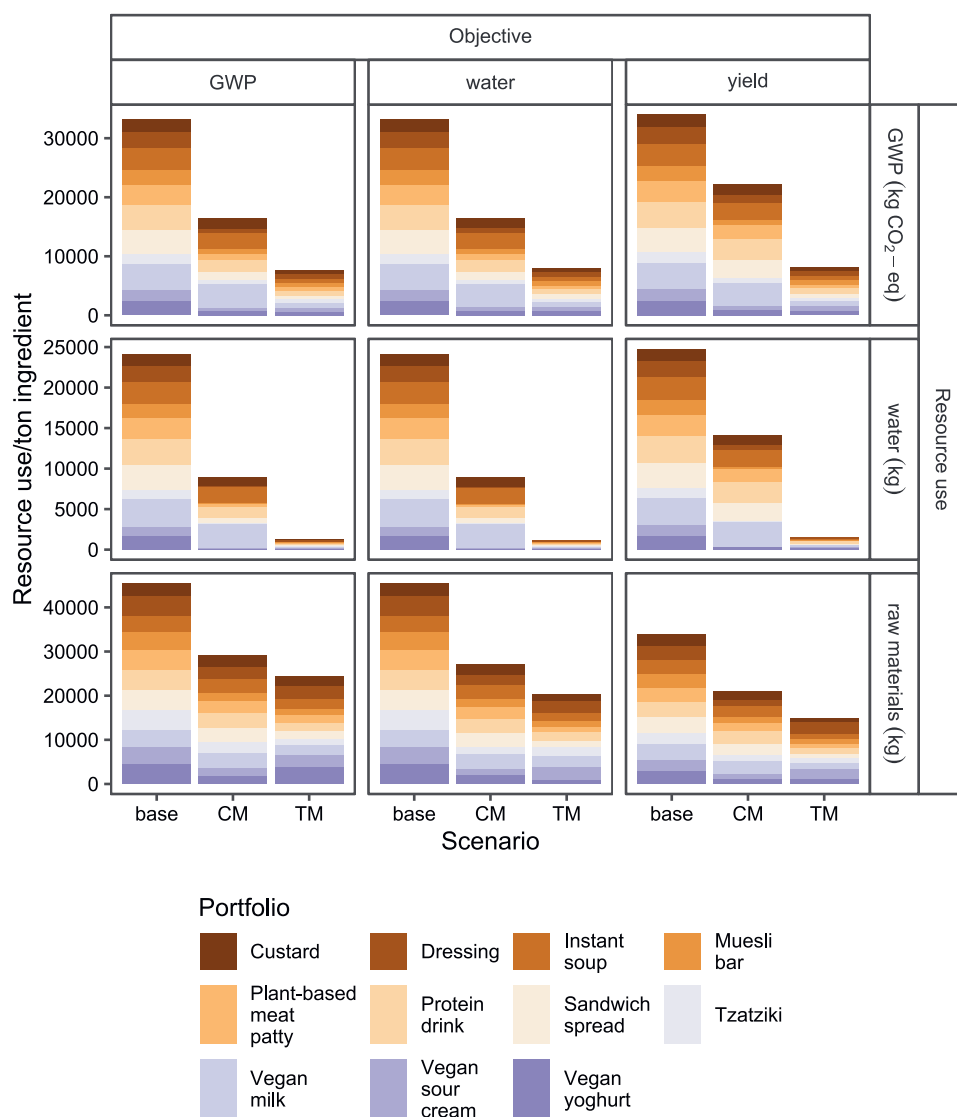 Objective
GWP
water
yield
Resource use/ton ingredient
30000
20000
10000
0
GWP (kg CO₂−eq)
25000
20000
15000
10000
5000
0
water (kg)
40000
30000
20000
10000
0
raw materials (kg)
Resource use
base
CM
TM
base
CM
TM
base
CM
TM
Scenario
Portfolio
Custard
Dressing
Instant
soup
Muesli
bar
Plant-based
meat
patty
Protein
drink
Sandwich
spread
Tzatziki
Vegan
milk
Vegan
sour
cream
Vegan
yoghurt